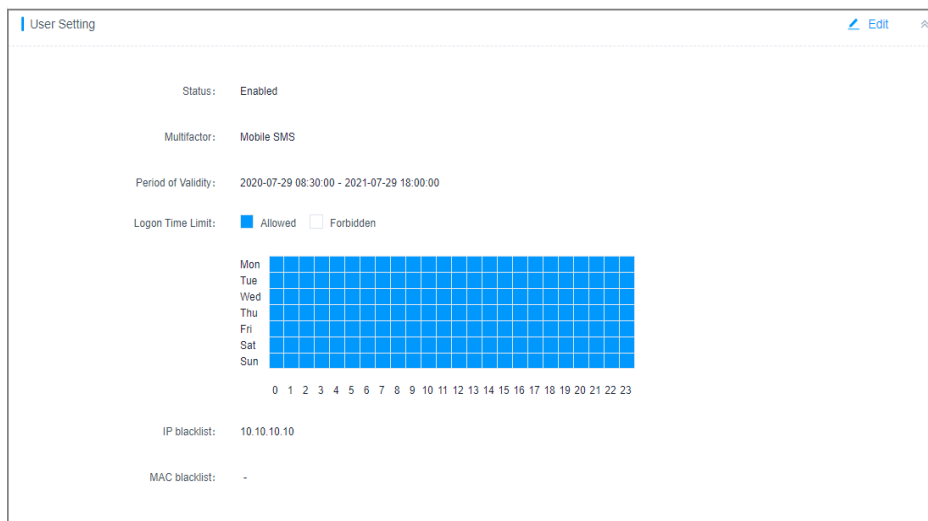 User Setting
Edit
Status: Enabled
Multifactor: Mobile SMS
Period of Validity: 2020-07-29 08:30:00 - 2021-07-29 18:00:00
Logon Time Limit: Allowed Forbidden
Mon
Tue
Wed
Thu
Fri
Sat
Sun
0 1 2 3 4 5 6 7 8 9 10 11 12 13 14 15 16 17 18 19 20 21 22 23
IP blacklist: 10.10.10.10
MAC blacklist: -